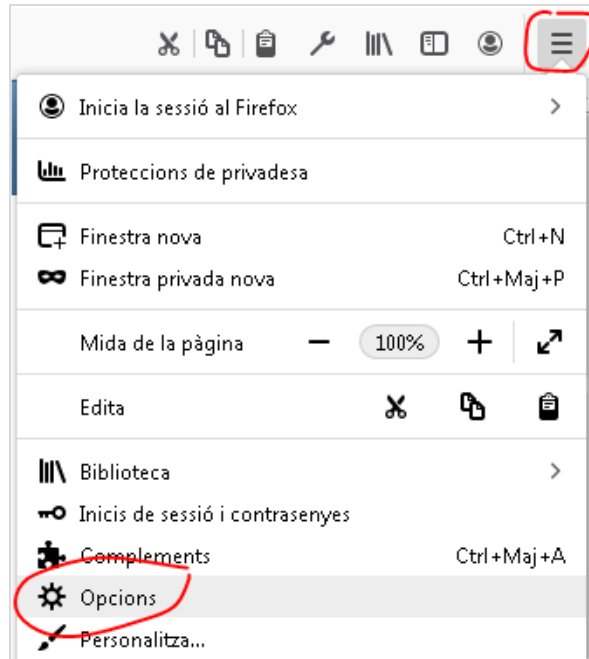 Inicia la sessió al Firefox
Proteccions de privadesa
Finestra nova Ctrl+N
Finestra privada nova Ctrl+Maj+P
Mida de la pàgina 100%
Edita
Biblioteca
Inicis de sessió i contrasenyes
Complements Ctrl+Maj+A
Opcions
Personalitza...